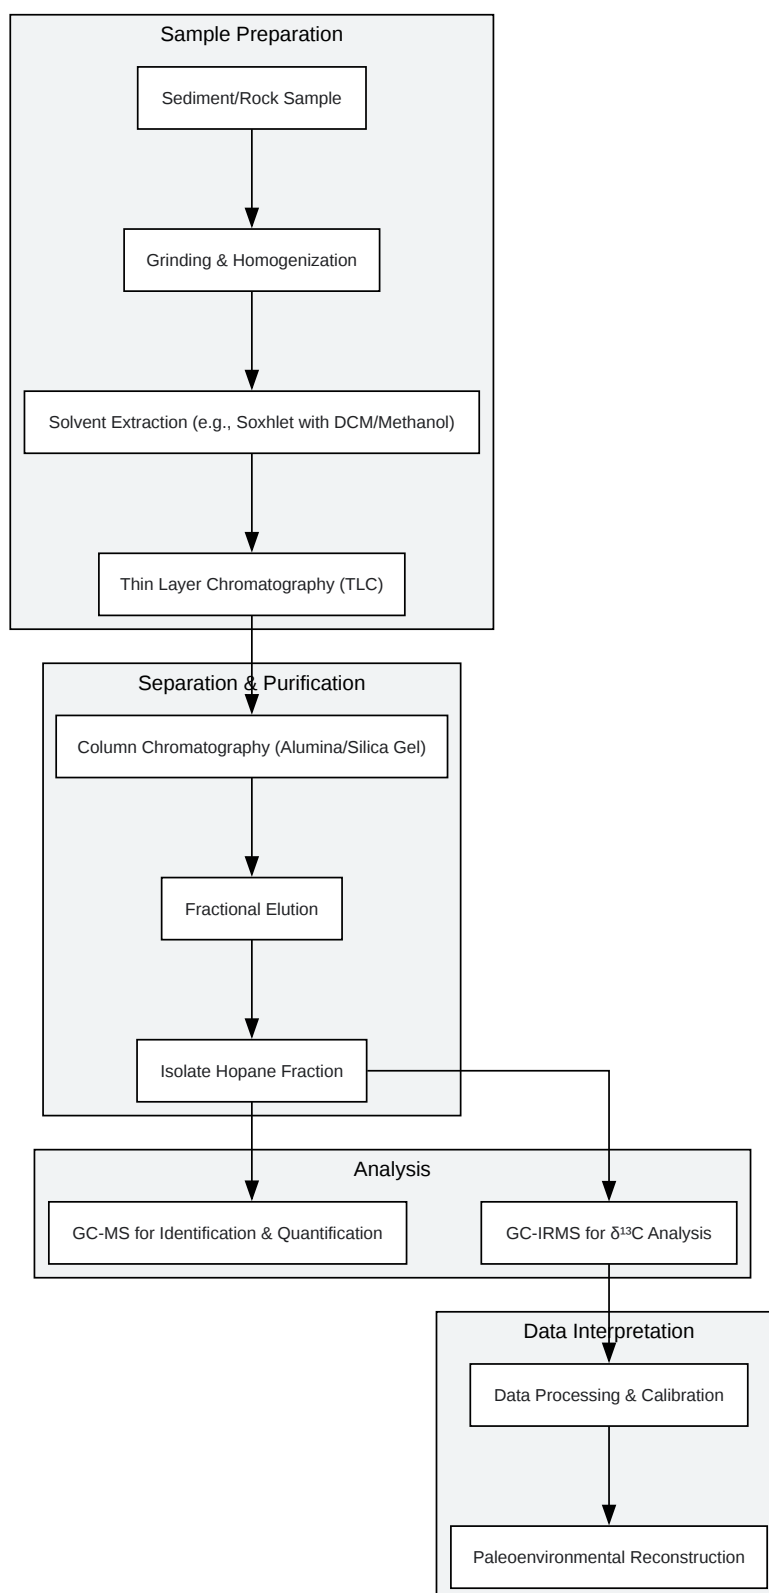 Sample Preparation
Sediment/Rock Sample
Grinding & Homogenization
Solvent Extraction (e.g., Soxhlet with DCM/Methanol)
Thin Layer Chromatography (TLC)
Separation & Purification
Column Chromatography (Alumina/Silica Gel)
Fractional Elution
Isolate Hopane Fraction
Analysis
GC-MS for Identification & Quantification
GC-IRMS for δ¹³C Analysis
Data Interpretation
Data Processing & Calibration
Paleoenvironmental Reconstruction